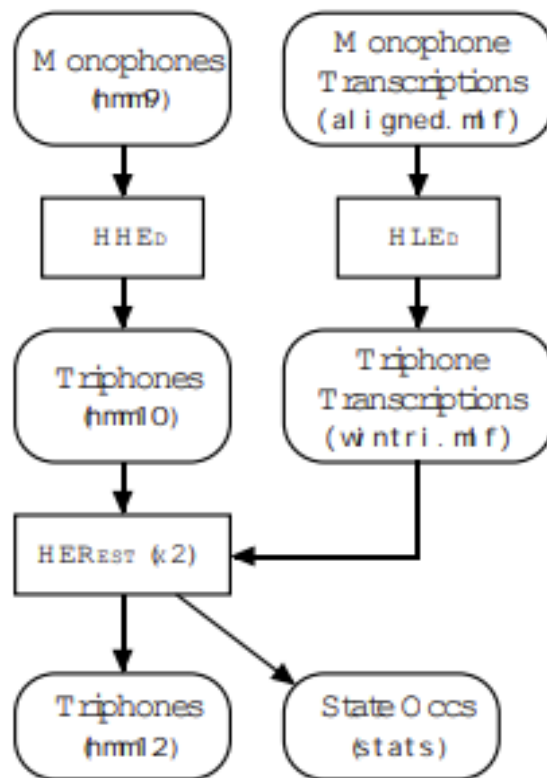 Monophones
(hmm9)
Monophone
Transcriptions
(aligned.mlf)
HHED
HLED
Triphones
(hmm10)
Triphone
Transcriptions
(wintri.mlf)
HEREST (x2)
Triphones
(hmm12)
State Occs
(stats)